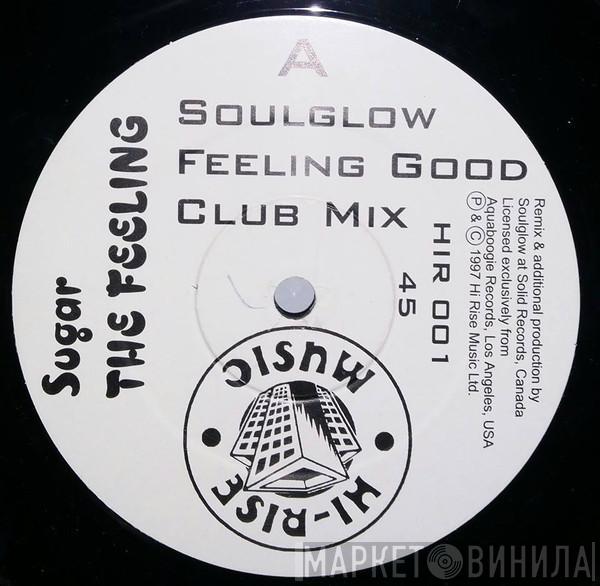 A
SOULGLOW
FEELING GOOD
CLUB MIX
Sugar
THE FEELING
HIR 001
45
Remix & additional production by
Soulglow at Solid Records, Canada
Licensed exclusively from
Aquaboogie Records, Los Angeles, USA
Ⓟ & © 1997 Hi Rise Music Ltd.
HI-RISE
MUSIC
МАРКЕТ ВИНИЛА